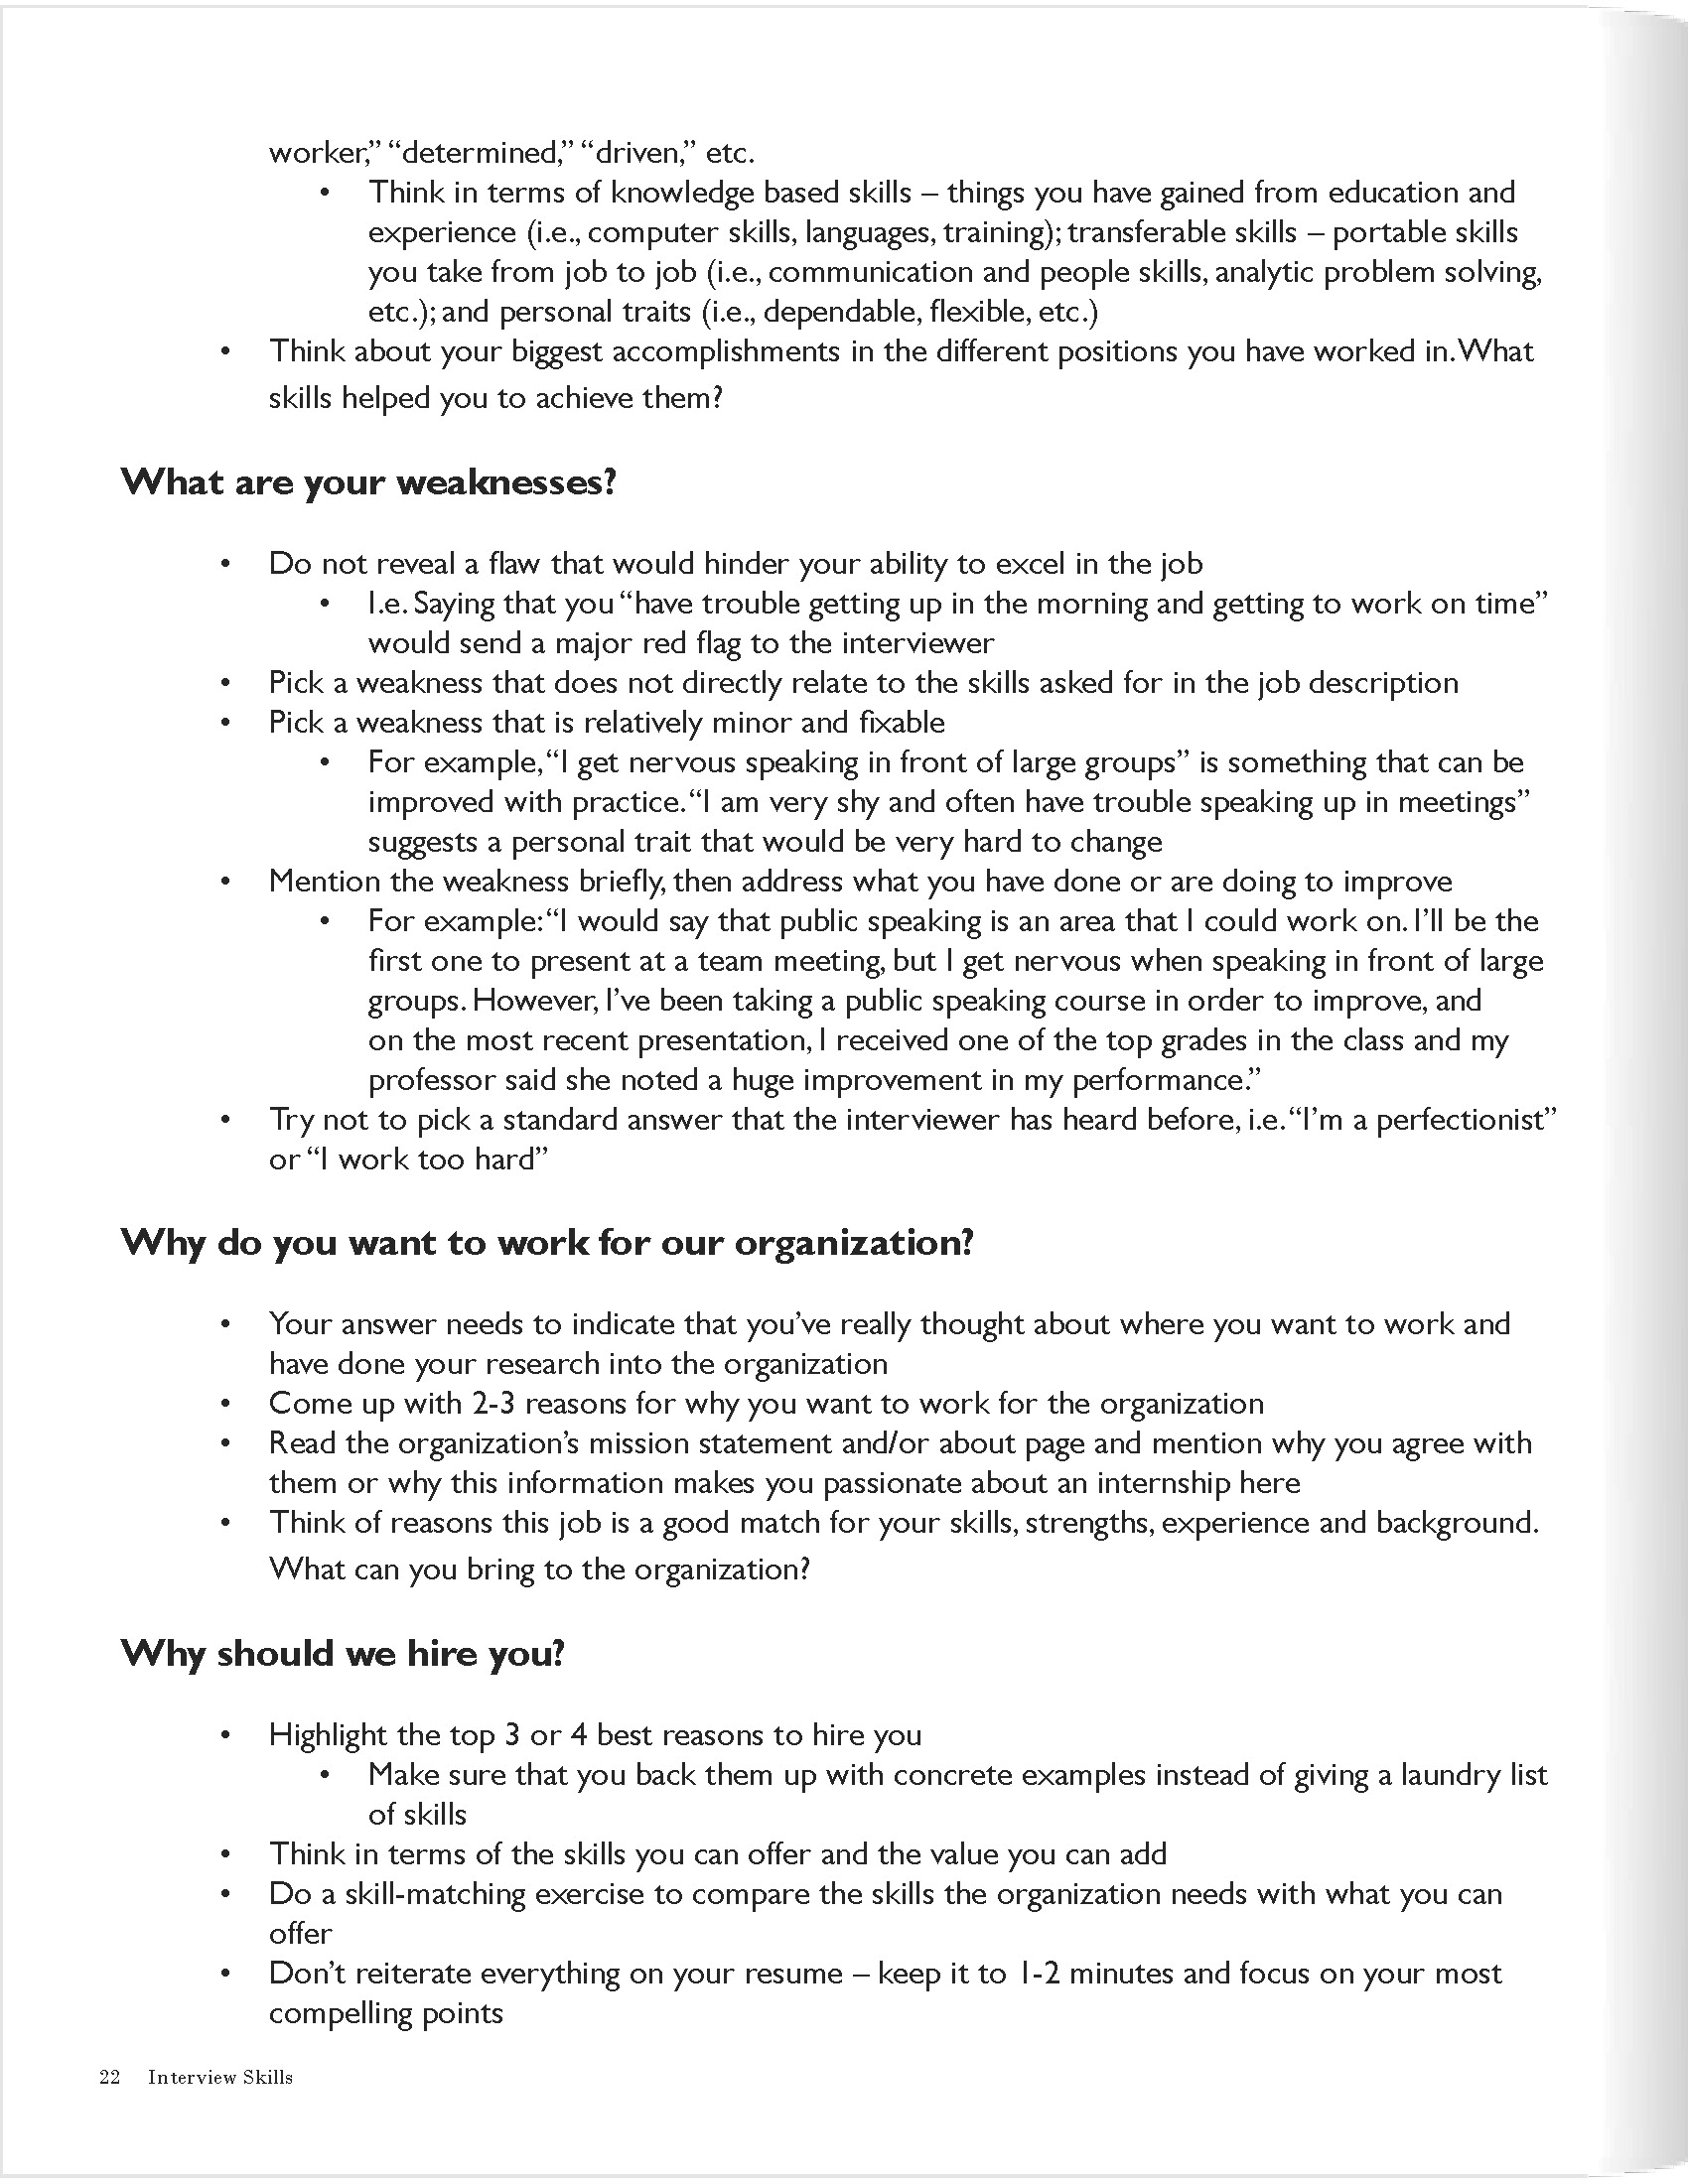 worker,” “determined,” “driven,” etc.
• Think in terms of knowledge based skills – things you have gained from education and
experience (i.e., computer skills, languages, training); transferable skills – portable skills
you take from job to job (i.e., communication and people skills, analytic problem solving,
etc.); and personal traits (i.e., dependable, flexible, etc.)
• Think about your biggest accomplishments in the different positions you have worked in. What
skills helped you to achieve them?
What are your weaknesses?
• Do not reveal a flaw that would hinder your ability to excel in the job
• I.e. Saying that you “have trouble getting up in the morning and getting to work on time”
would send a major red flag to the interviewer
• Pick a weakness that does not directly relate to the skills asked for in the job description
• Pick a weakness that is relatively minor and fixable
• For example, “I get nervous speaking in front of large groups” is something that can be
improved with practice. “I am very shy and often have trouble speaking up in meetings”
suggests a personal trait that would be very hard to change
• Mention the weakness briefly, then address what you have done or are doing to improve
• For example: “I would say that public speaking is an area that I could work on. I’ll be the
first one to present at a team meeting, but I get nervous when speaking in front of large
groups. However, I’ve been taking a public speaking course in order to improve, and
on the most recent presentation, I received one of the top grades in the class and my
professor said she noted a huge improvement in my performance.”
• Try not to pick a standard answer that the interviewer has heard before, i.e. “I’m a perfectionist”
or “I work too hard”
Why do you want to work for our organization?
• Your answer needs to indicate that you’ve really thought about where you want to work and
have done your research into the organization
• Come up with 2-3 reasons for why you want to work for the organization
• Read the organization’s mission statement and/or about page and mention why you agree with
them or why this information makes you passionate about an internship here
• Think of reasons this job is a good match for your skills, strengths, experience and background.
What can you bring to the organization?
Why should we hire you?
• Highlight the top 3 or 4 best reasons to hire you
• Make sure that you back them up with concrete examples instead of giving a laundry list
of skills
• Think in terms of the skills you can offer and the value you can add
• Do a skill-matching exercise to compare the skills the organization needs with what you can
offer
• Don’t reiterate everything on your resume – keep it to 1-2 minutes and focus on your most
compelling points
22 Interview Skills